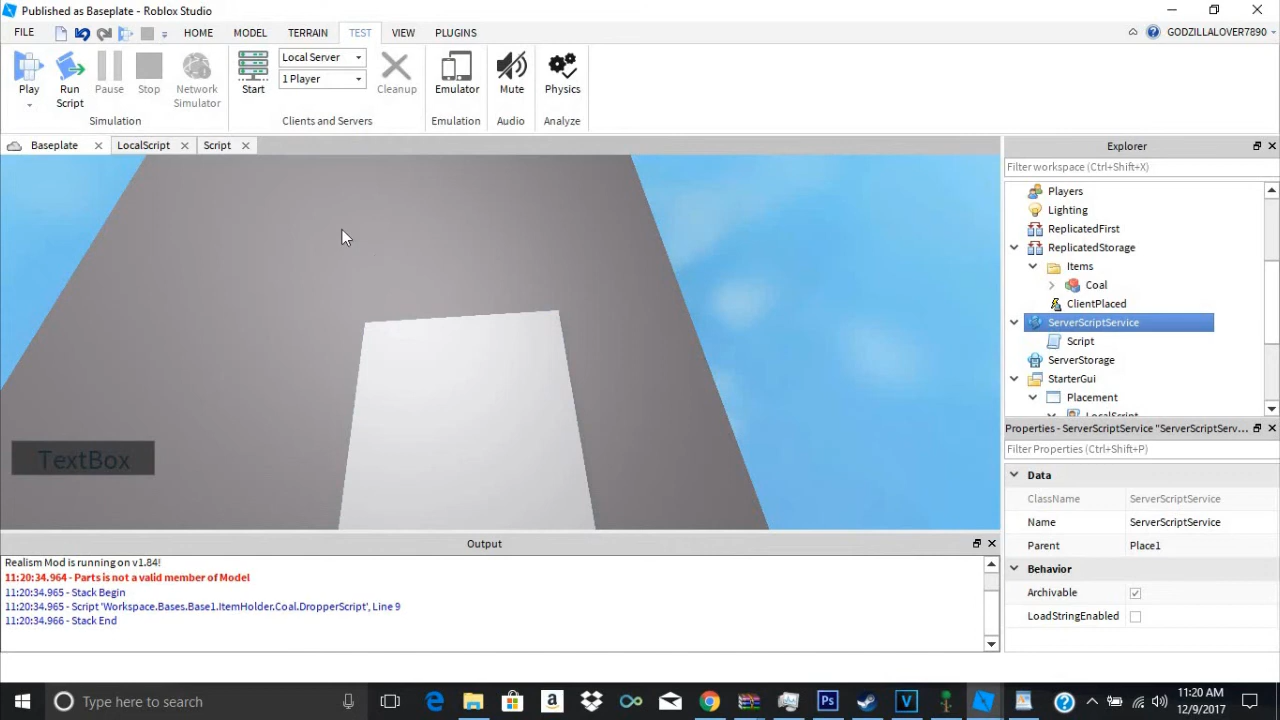 Published as Baseplate - Roblox Studio
FILE HOME MODEL TERRAIN TEST VIEW PLUGINS GODZILLALOVER7890
Play Run Script Pause Stop Network Simulator
Simulation
Start Local Server 1 Player Cleanup
Clients and Servers
Emulator
Emulation
Mute
Audio
Physics
Analyze
Baseplate LocalScript Script
Explorer
Filter workspace (Ctrl+Shift+X)
Players
Lighting
ReplicatedFirst
ReplicatedStorage
Items
Coal
ClientPlaced
ServerScriptService
Script
ServerStorage
StarterGui
Placement
LocalScript
Properties - ServerScriptService "ServerScriptServ...
Filter Properties (Ctrl+Shift+P)
Data
ClassName ServerScriptService
Name ServerScriptService
Parent Place1
Behavior
Archivable
LoadStringEnabled
TextBox
Output
Realism Mod is running on v1.84!
11:20:34.964 - Parts is not a valid member of Model
11:20:34.965 - Stack Begin
11:20:34.965 - Script 'Workspace.Bases.Base1.ItemHolder.Coal.DropperScript', Line 9
11:20:34.966 - Stack End
Type here to search
11:20 AM
12/9/2017